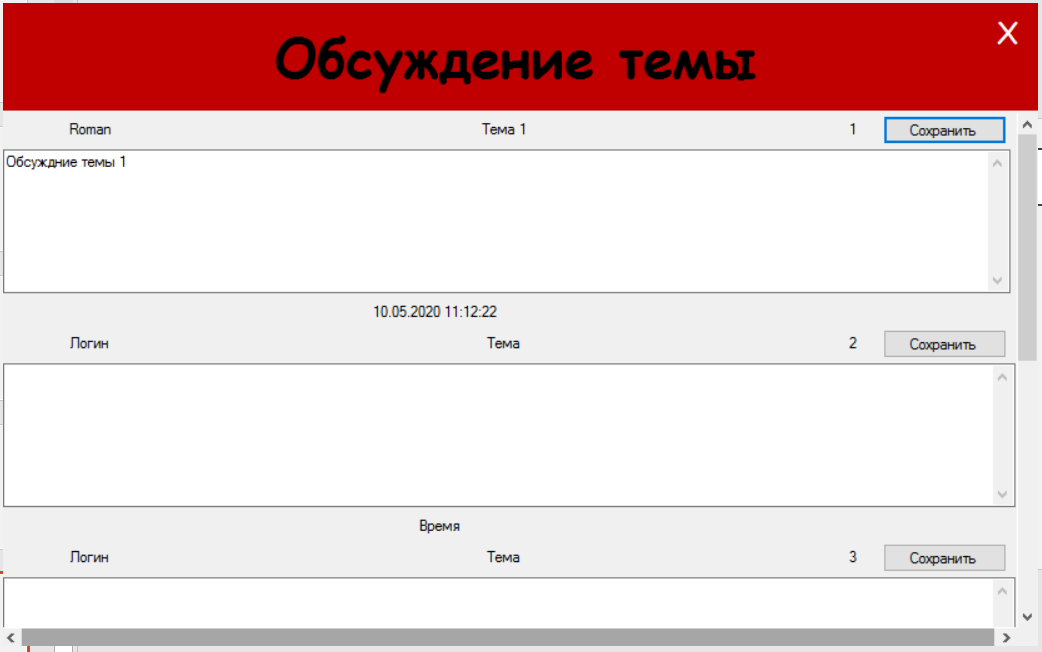 Обсуждение темы
X
Roman Тема 1 1 Сохранить
Обсуждние темы 1
10.05.2020 11:12:22
Логин Тема 2 Сохранить
Время
Логин Тема 3 Сохранить